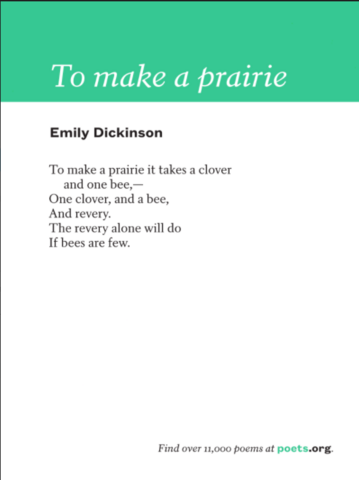 To make a prairie
Emily Dickinson
To make a prairie it takes a clover
and one bee,—
One clover, and a bee,
And revery.
The revery alone will do
If bees are few.
Find over 11,000 poems at poets.org.